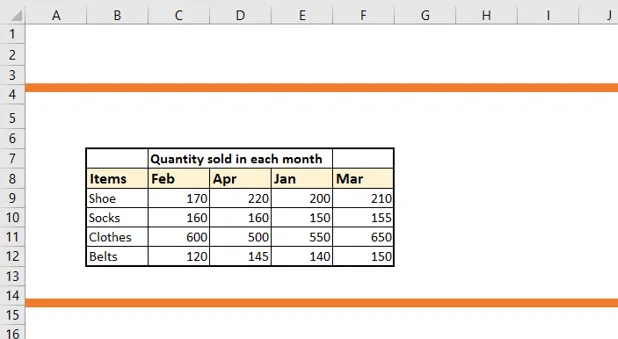 A B C D E F G H I J
1
2
3
4
5
6
7 Quantity sold in each month
8 Items Feb Apr Jan Mar
9 Shoe 170 220 200 210
10 Socks 160 160 150 155
11 Clothes 600 500 550 650
12 Belts 120 145 140 150
13
14
15
16